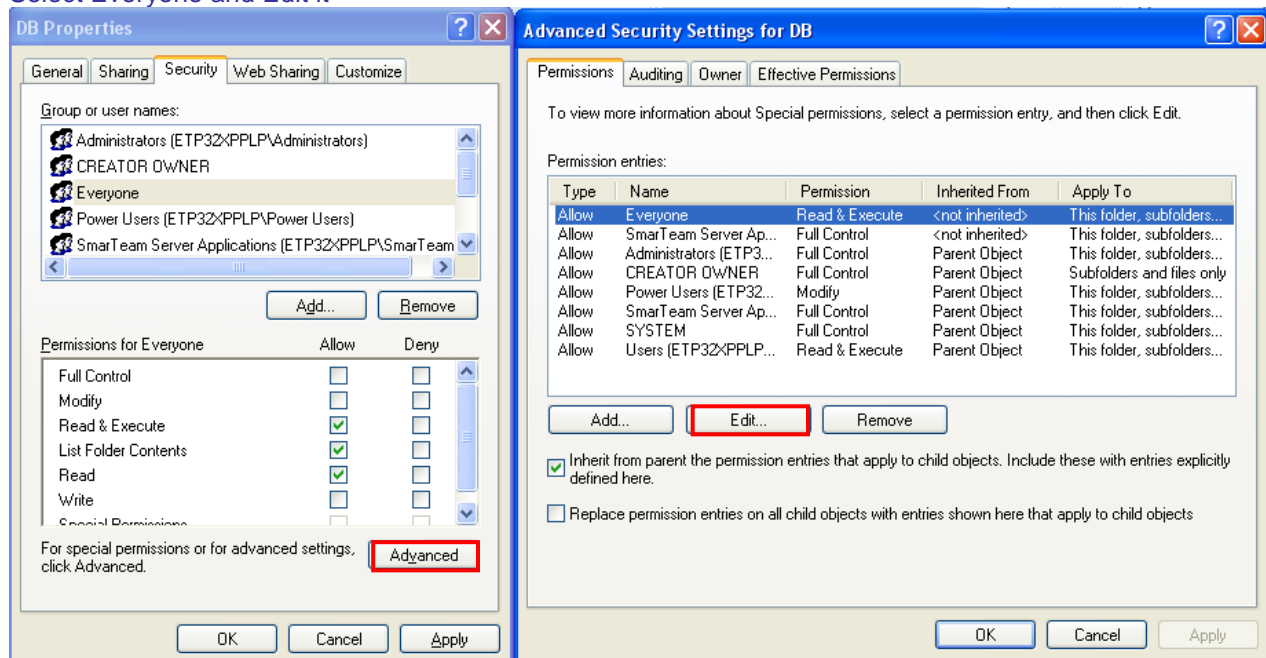 Select Everyone and Edit it
DB Properties
General Sharing Security Web Sharing Customize
Group or user names:
Administrators (ETP32XPPLP\Administrators)
CREATOR OWNER
Everyone
Power Users (ETP32XPPLP\Power Users)
SmarTeam Server Applications (ETP32XPPLP\SmarTeam
Add... Remove
Permissions for Everyone Allow Deny
Full Control
Modify
Read & Execute
List Folder Contents
Read
Write
Special Permissions
For special permissions or for advanced settings,
click Advanced.
Advanced
OK Cancel Apply
Advanced Security Settings for DB
Permissions Auditing Owner Effective Permissions
To view more information about Special permissions, select a permission entry, and then click Edit.
Permission entries:
Type Name Permission Inherited From Apply To
Allow Everyone Read & Execute <not inherited> This folder, subfolders...
Allow SmarTeam Server Ap... Full Control <not inherited> This folder, subfolders...
Allow Administrators (ETP3... Full Control Parent Object This folder, subfolders...
Allow CREATOR OWNER Full Control Parent Object Subfolders and files only
Allow Power Users (ETP32... Modify Parent Object This folder, subfolders...
Allow SmarTeam Server Ap... Full Control Parent Object This folder, subfolders...
Allow SYSTEM Full Control Parent Object This folder, subfolders...
Allow Users (ETP32XPPLP... Read & Execute Parent Object This folder, subfolders...
Add... Edit... Remove
Inherit from parent the permission entries that apply to child objects. Include these with entries explicitly
defined here.
Replace permission entries on all child objects with entries shown here that apply to child objects
OK Cancel Apply